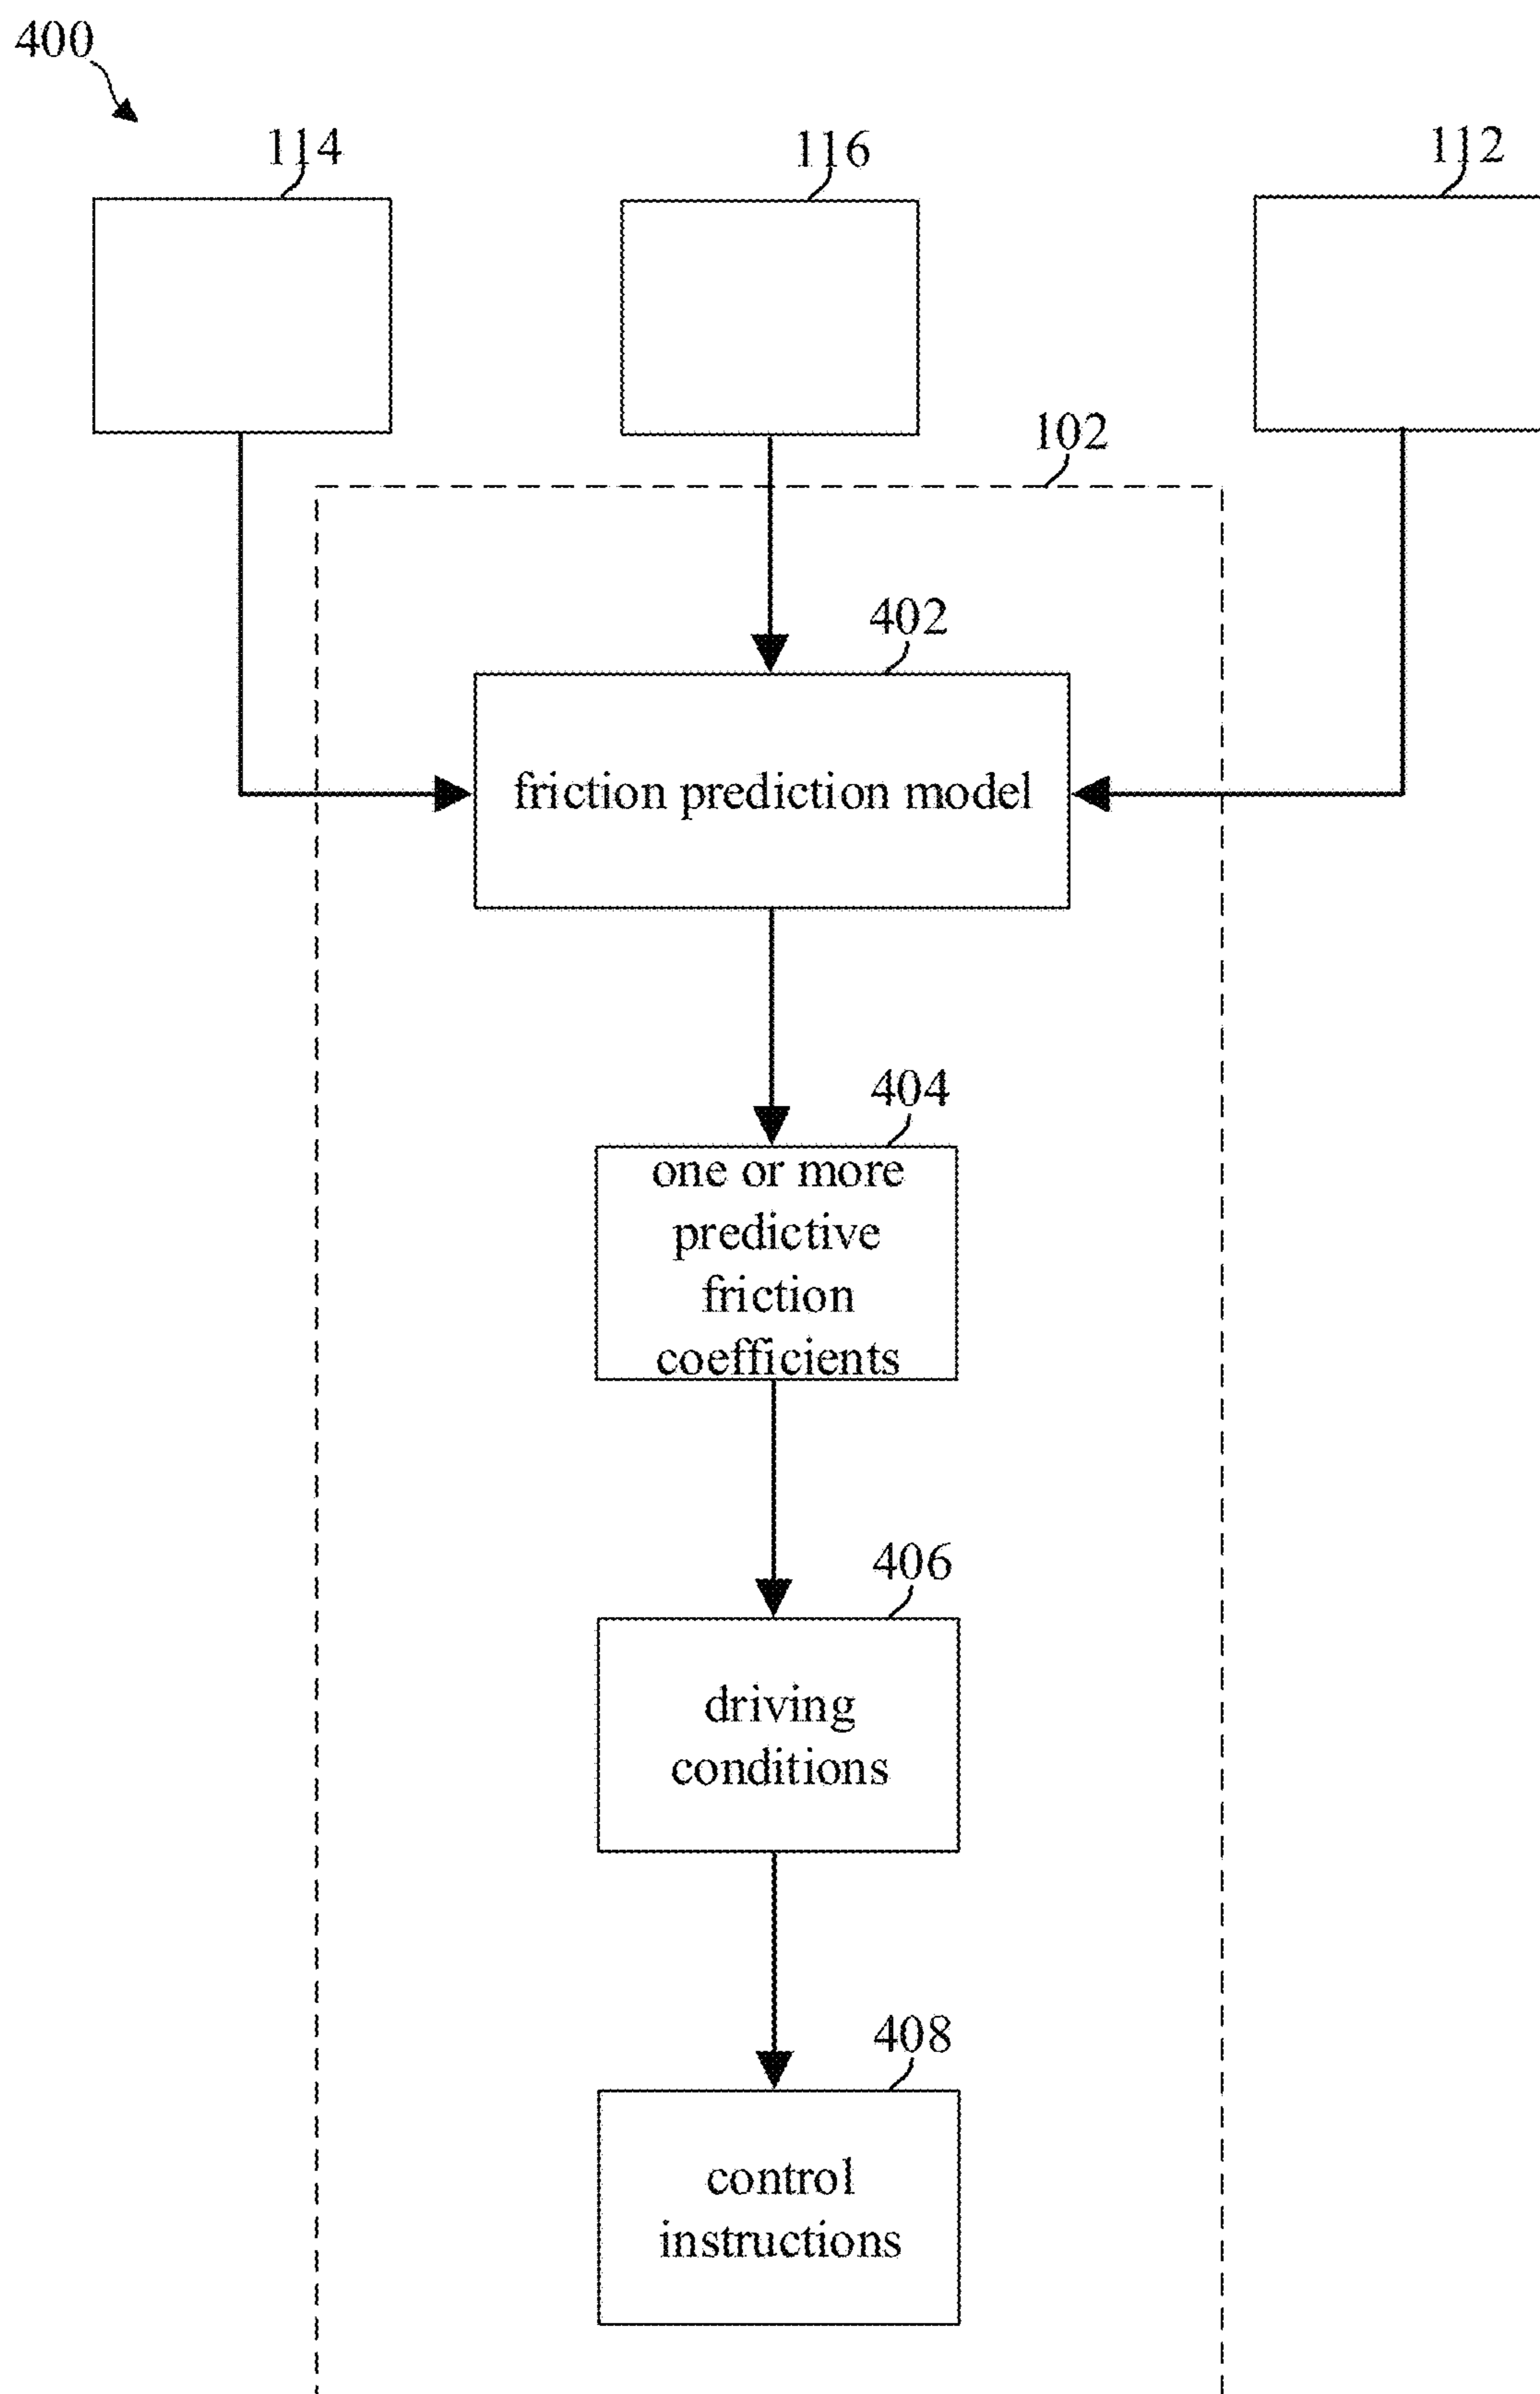 400
114
116
112
102
402
friction prediction model
404
one or more
predictive
friction
coefficients
406
driving
conditions
408
control
instructions